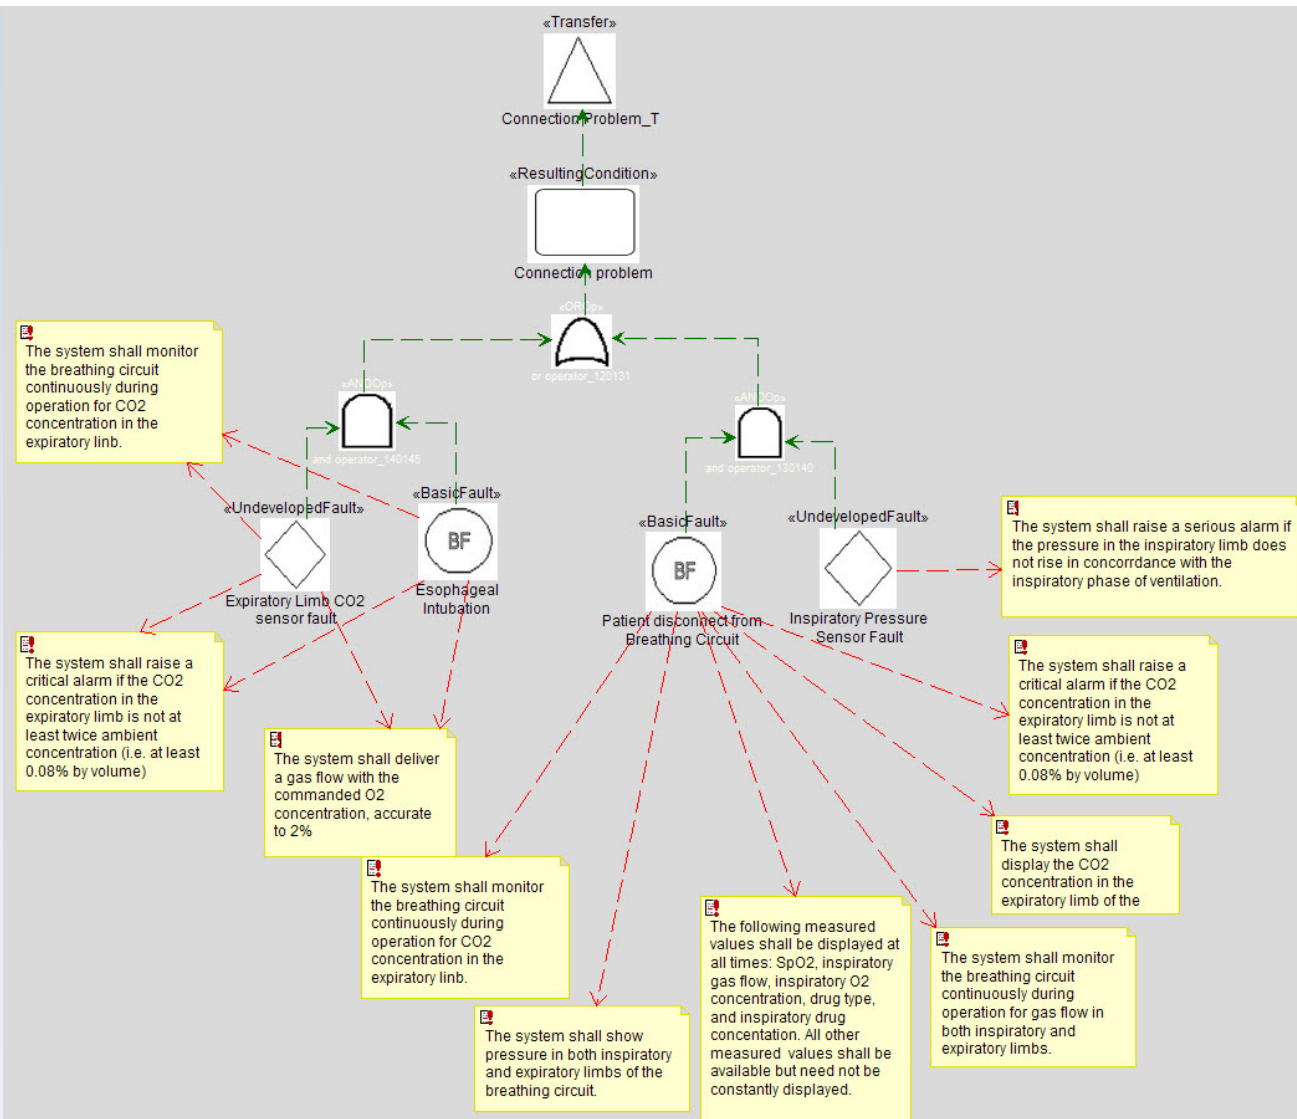 «Transfer»
Connection Problem_T
«ResultingCondition»
Connection problem
«OROp»
or operator_120131
«ANDOp»
and operator_140145
«ANDOp»
and operator_130140
The system shall monitor
the breathing circuit
continuously during
operation for CO2
concentration in the
expiratory linb.
«UndevelopedFault»
Expiratory Limb CO2
sensor fault
«BasicFault»
BF
Esophageal
Intubation
«BasicFault»
BF
Patient disconnect from
Breathing Circuit
«UndevelopedFault»
Inspiratory Pressure
Sensor Fault
The system shall raise a serious alarm if
the pressure in the inspiratory limb does
not rise in concorrdance with the
inspiratory phase of ventilation.
The system shall raise a
critical alarm if the CO2
concentration in the
expiratory limb is not at
least twice ambient
concentration (i.e. at least
0.08% by volume)
The system shall raise a
critical alarm if the CO2
concentration in the
expiratory limb is not at
least twice ambient
concentration (i.e. at least
0.08% by volume)
The system shall deliver
a gas flow with the
commanded O2
concentration, accurate
to 2%
The system shall
display the CO2
concentration in the
expiratory limb of the
The system shall monitor
the breathing circuit
continuously during
operation for CO2
concentration in the
expiratory linb.
The following measured
values shall be displayed at
all times: SpO2, inspiratory
gas flow, inspiratory O2
concentration, drug type,
and inspiratory drug
concentation. All other
measured values shall be
available but need not be
constantly displayed.
The system shall monitor
the breathing circuit
continuously during
operation for gas flow in
both inspiratory and
expiratory limbs.
The system shall show
pressure in both inspiratory
and expiratory limbs of the
breathing circuit.